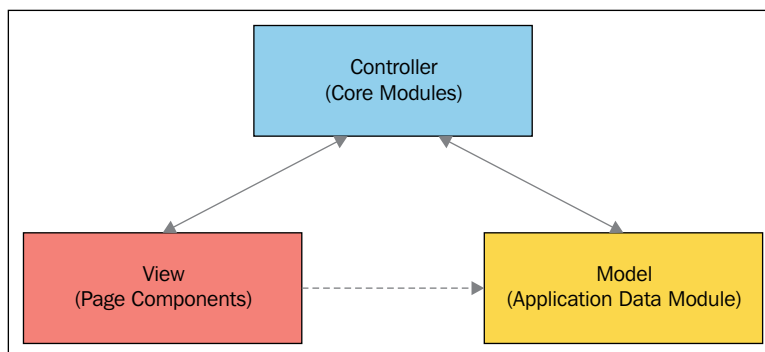 Controller
(Core Modules)
View
(Page Components)
Model
(Application Data Module)